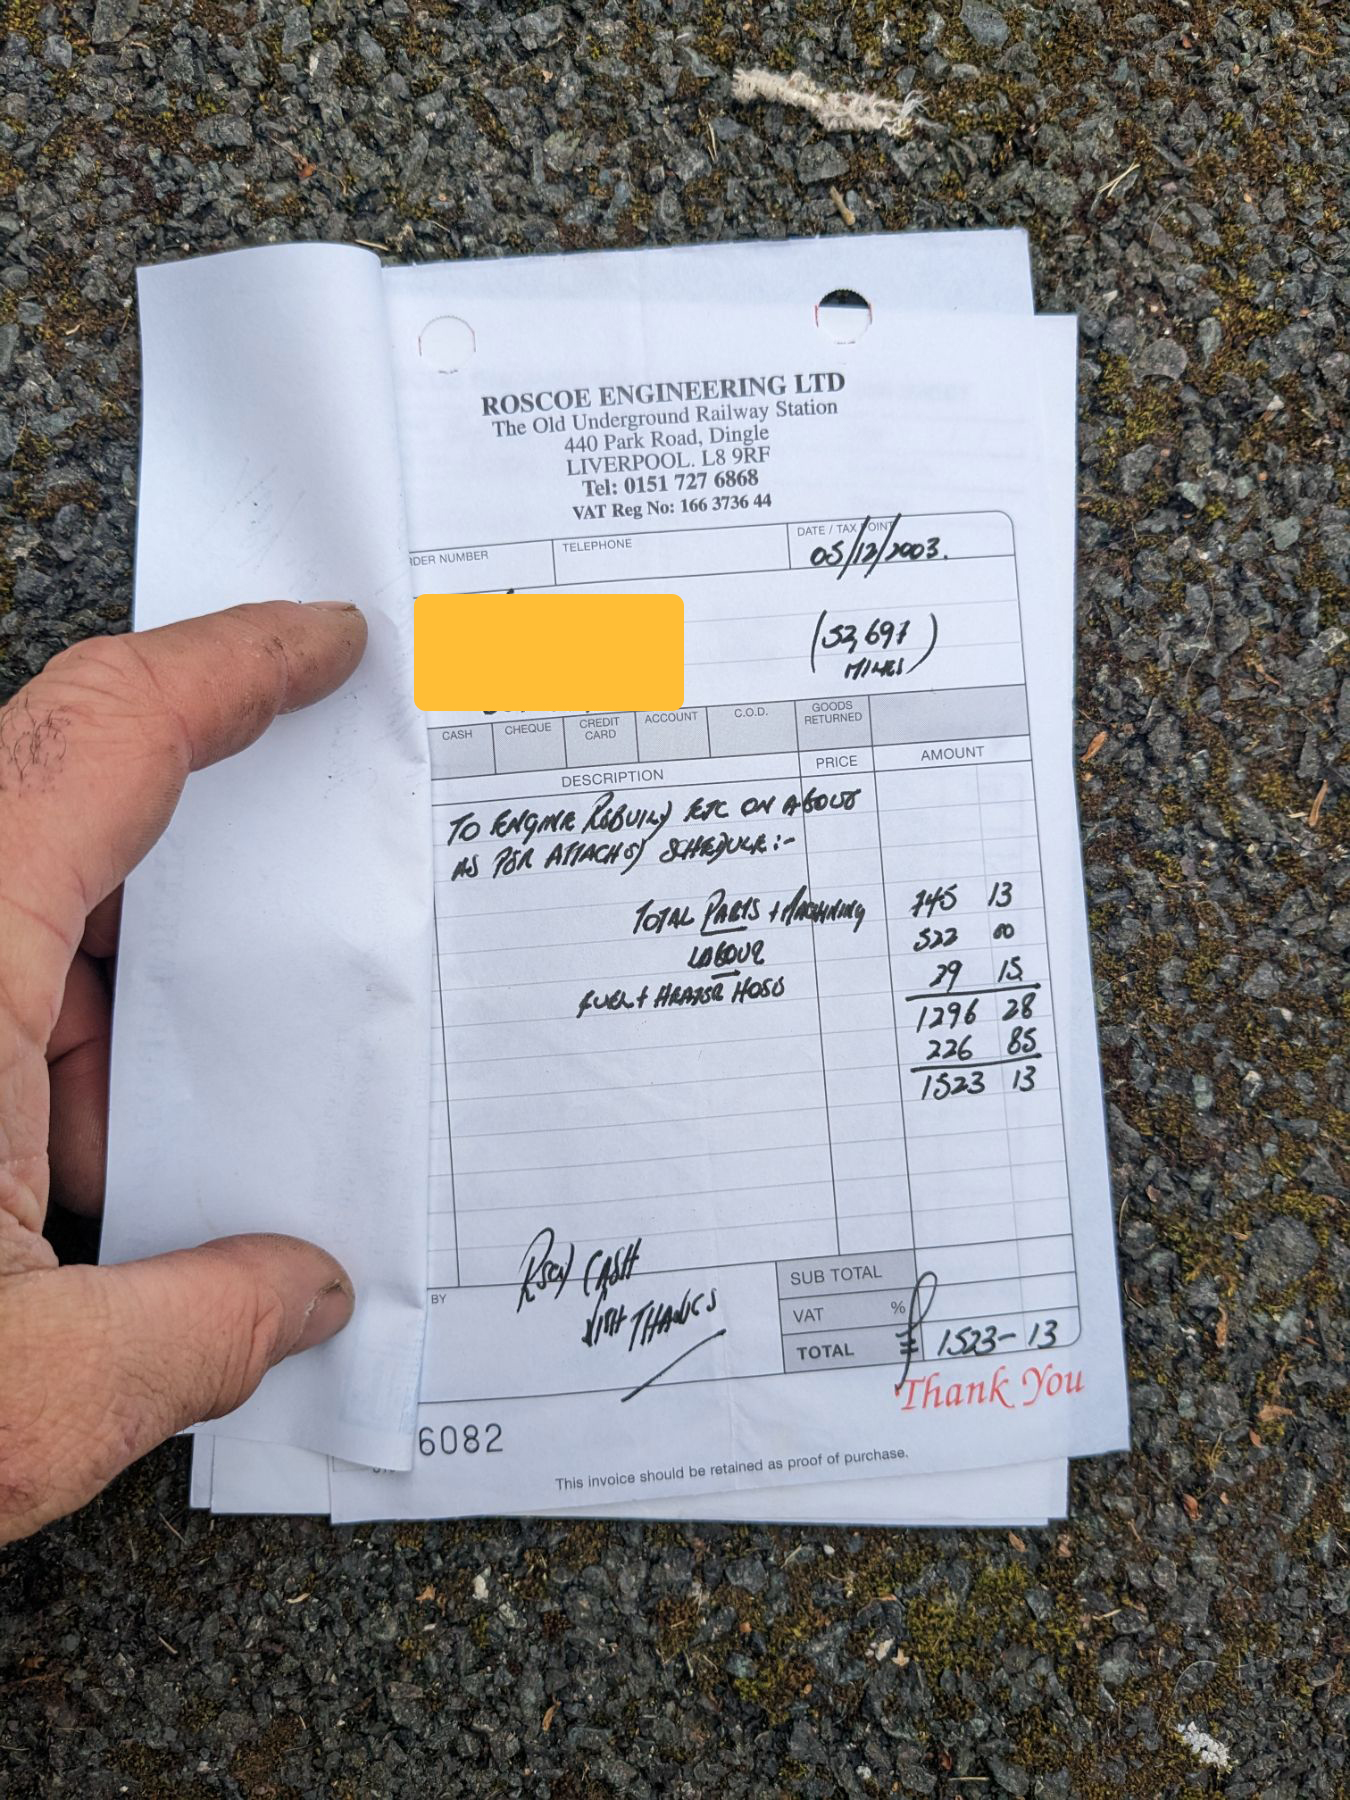 ROSCOE ENGINEERING LTD
The Old Underground Railway Station
440 Park Road, Dingle
LIVERPOOL. L8 9RF
Tel: 0151 727 6868
VAT Reg No: 166 3736 44
RDER NUMBER TELEPHONE DATE / TAX POINT
05/12/2003.
(52,697
MILES)
CASH CHEQUE CREDIT CARD ACCOUNT C.O.D. GOODS RETURNED
DESCRIPTION PRICE AMOUNT
TO ENGINE REBUILD ETC ON ABOVE
AS PER ATTACHED SCHEDULE:-
TOTAL PARTS + MACHINING 745 13
LABOUR 522 00
FUEL + HEATER HOSE 29 15
1296 28
226 85
1523 13
RECD CASH
WITH THANKS
BY
SUB TOTAL
VAT %
TOTAL £ 1523-13
Thank You
6082
This invoice should be retained as proof of purchase.